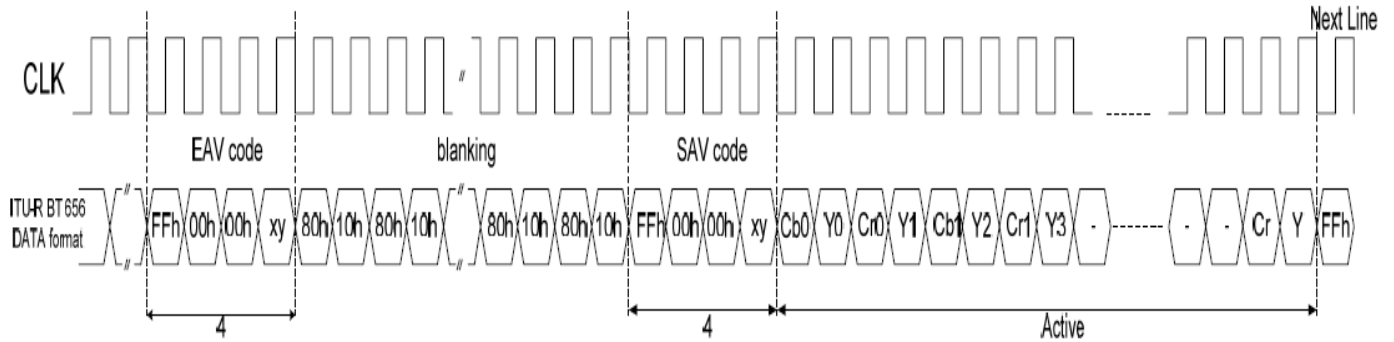 Next Line
CLK
//
EAV code blanking SAV code
ITU-R BT 656
DATA format
// FFh 00h 00h xy 80h 10h 80h 10h // 80h 10h 80h 10h FFh 00h 00h xy Cb0 Y0 Cr0 Y1 Cb1 Y2 Cr1 Y3 - - - Cr Y FFh
4 4 Active